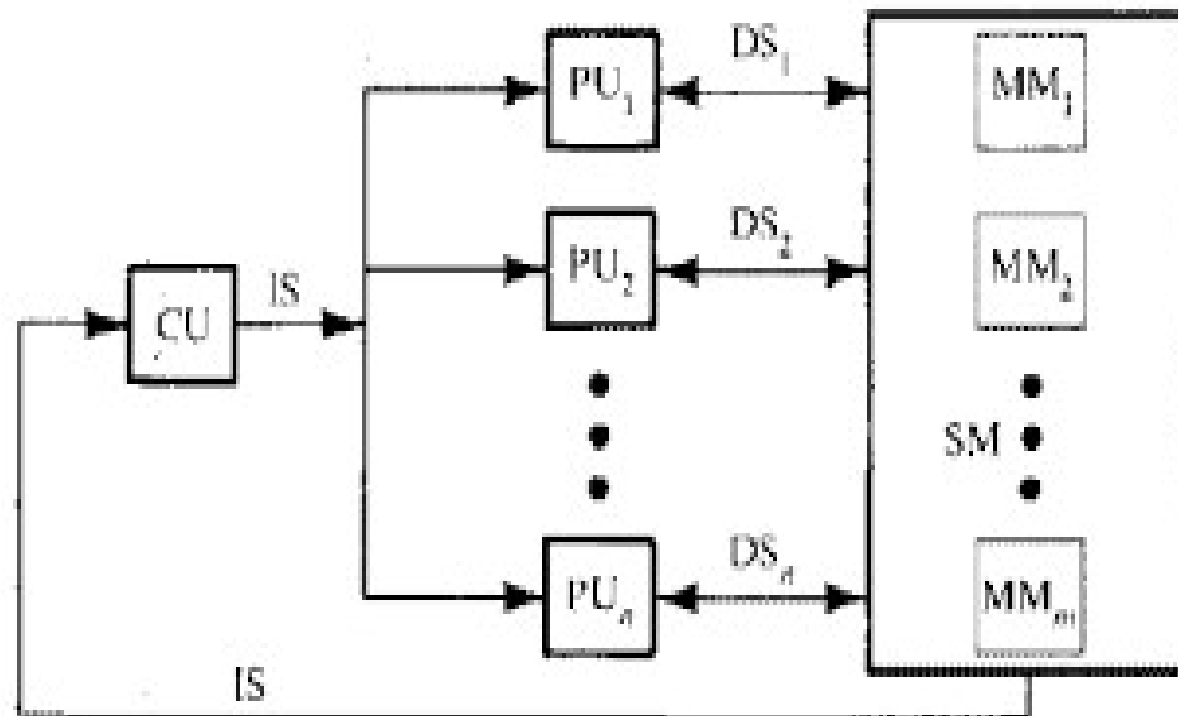 PU₁ DS₁ MM₁
PU₂ DS₂ MM₂
CU IS
SM
PUₙ DSₙ MMₘ
IS